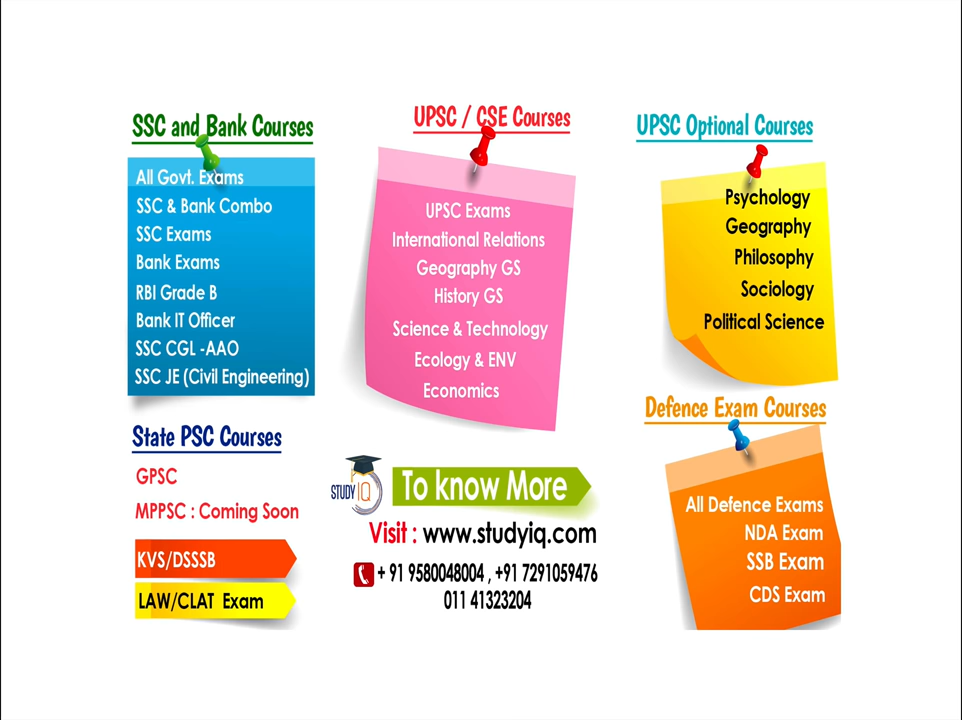 SSC and Bank Courses
All Govt. Exams
SSC & Bank Combo
SSC Exams
Bank Exams
RBI Grade B
Bank IT Officer
SSC CGL -AAO
SSC JE (Civil Engineering)
UPSC / CSE Courses
UPSC Exams
International Relations
Geography GS
History GS
Science & Technology
Ecology & ENV
Economics
UPSC Optional Courses
Psychology
Geography
Philosophy
Sociology
Political Science
State PSC Courses
GPSC
MPPSC : Coming Soon
KVS/DSSSB
LAW/CLAT Exam
STUDY IQ
To know More
Visit : www.studyiq.com
+ 91 9580048004 , +91 7291059476
011 41323204
Defence Exam Courses
All Defence Exams
NDA Exam
SSB Exam
CDS Exam